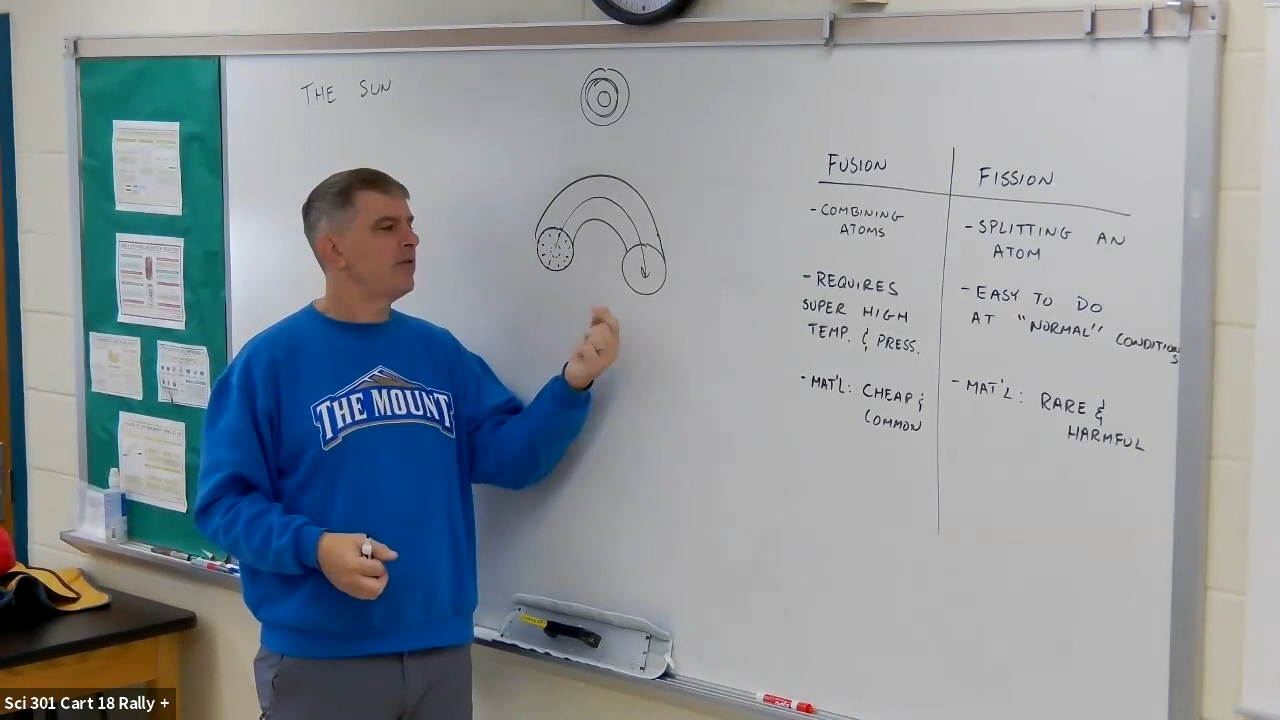 THE SUN
FUSION
- COMBINING
ATOMS
- REQUIRES
SUPER HIGH
TEMP. & PRESS.
- MAT'L: CHEAP &
COMMON
FISSION
- SPLITTING AN
ATOM
- EASY TO DO
AT "NORMAL" CONDITION
S
- MAT'L: RARE &
HARMFUL
THE MOUNT
Sci 301 Cart 18 Rally +